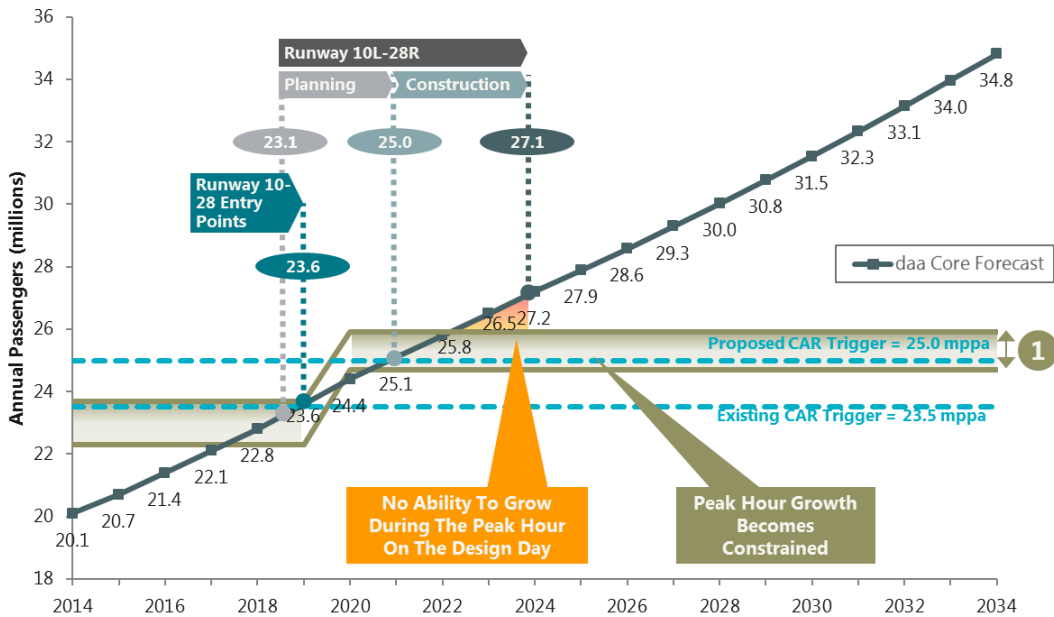 Annual Passengers (millions)
36
34
32
30
28
26
24
22
20
18
Runway 10L-28R
Planning
Construction
23.1
25.0
27.1
Runway 10-
28 Entry
Points
23.6
20.1
20.7
21.4
22.1
22.8
23.6
24.4
25.1
25.8
26.5
27.2
27.9
28.6
29.3
30.0
30.8
31.5
32.3
33.1
34.0
34.8
daa Core Forecast
Proposed CAR Trigger = 25.0 mppa
1
Existing CAR Trigger = 23.5 mppa
No Ability To Grow
During The Peak Hour
On The Design Day
Peak Hour Growth
Becomes
Constrained
2014
2016
2018
2020
2022
2024
2026
2028
2030
2032
2034